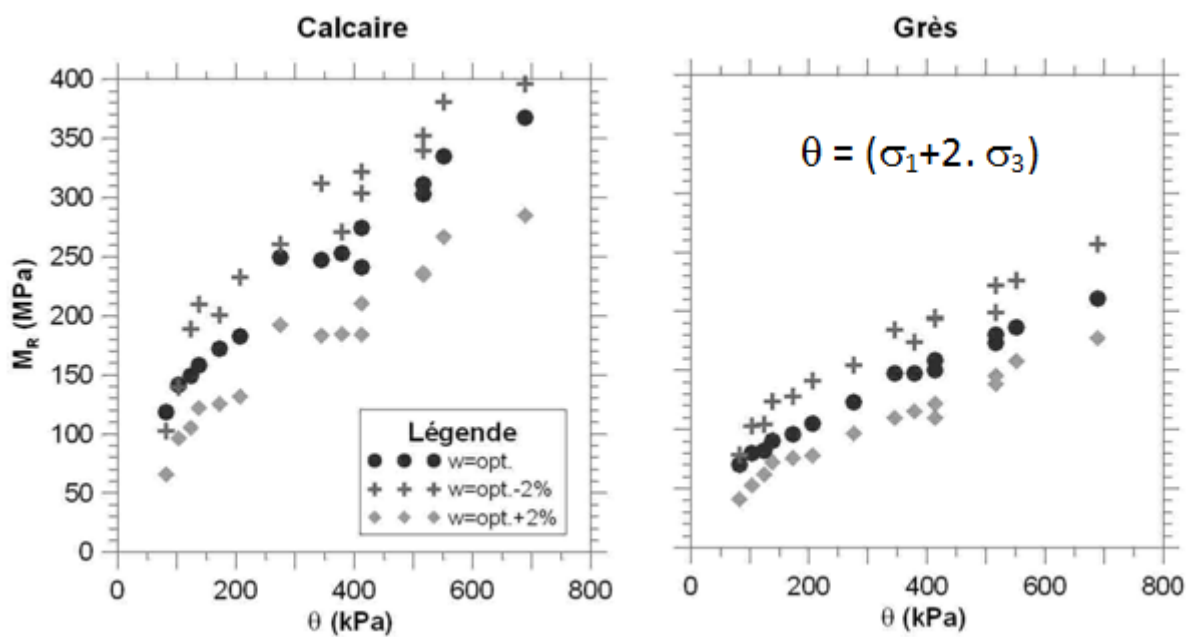 Calcaire
Grès
400
350
300
250
200
150
100
50
0
M_R (MPa)
θ = (σ₁+2. σ₃)
Légende
w=opt.
w=opt.-2%
w=opt.+2%
0 200 400 600 800
0 200 400 600 800
θ (kPa)
θ (kPa)